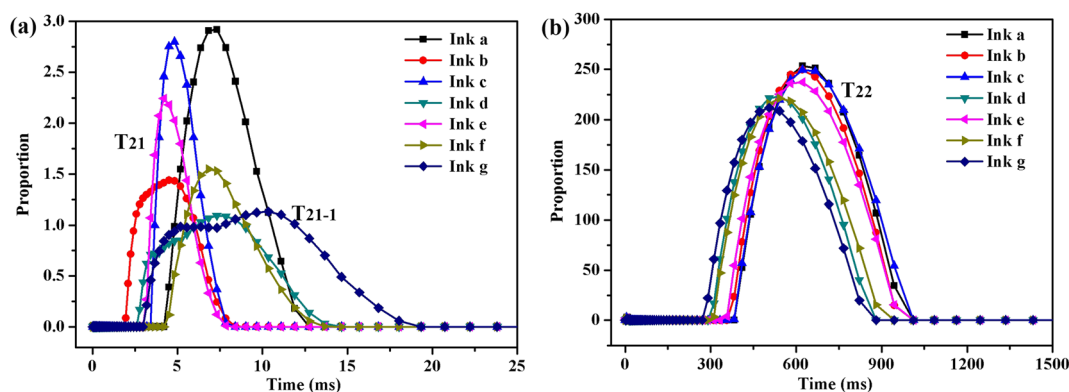 (a)
Proportion
3.0
2.5
2.0
1.5
1.0
0.5
0.0
0
5
10
15
20
25
Time (ms)
T21
T21-1
Ink a
Ink b
Ink c
Ink d
Ink e
Ink f
Ink g
(b)
Proportion
300
250
200
150
100
50
0
0
300
600
900
1200
1500
Time (ms)
T22
Ink a
Ink b
Ink c
Ink d
Ink e
Ink f
Ink g